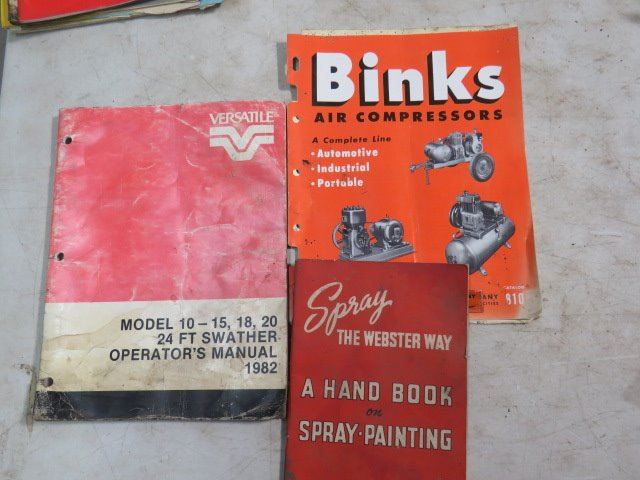 VERSATILE
MODEL 10 – 15, 18, 20
24 FT SWATHER
OPERATOR'S MANUAL
1982
Binks
AIR COMPRESSORS
A Complete Line
• Automotive
• Industrial
• Portable
810
Spray
THE WEBSTER WAY
A HAND BOOK
on
SPRAY-PAINTING